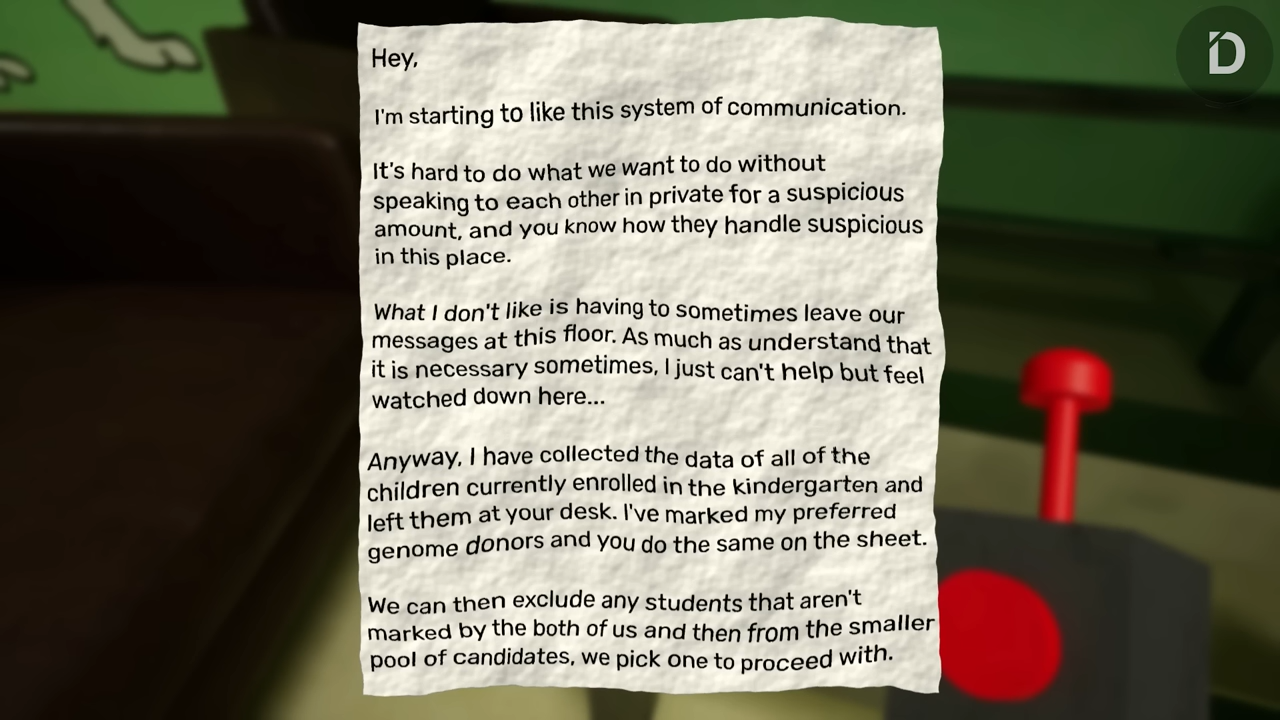 Hey,
I'm starting to like this system of communication.
It's hard to do what we want to do without
speaking to each other in private for a suspicious
amount, and you know how they handle suspicious
in this place.
What I don't like is having to sometimes leave our
messages at this floor. As much as understand that
it is necessary sometimes, I just can't help but feel
watched down here...
Anyway, I have collected the data of all of the
children currently enrolled in the kindergarten and
left them at your desk. I've marked my preferred
genome donors and you do the same on the sheet.
We can then exclude any students that aren't
marked by the both of us and then from the smaller
pool of candidates, we pick one to proceed with.
D